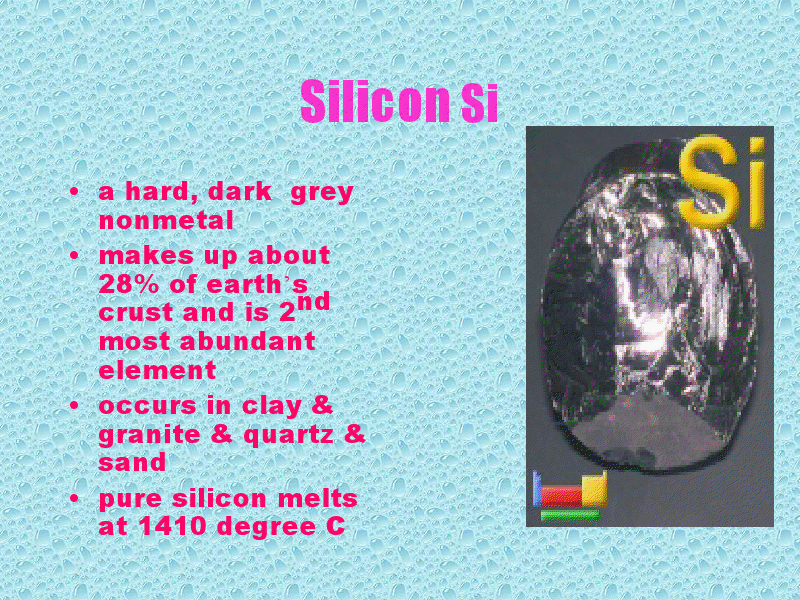 Silicon Si
Si
• a hard, dark  grey
nonmetal
• makes up about
28% of earth’s
crust and is 2nd
most abundant
element
• occurs in clay &
granite & quartz &
sand
• pure silicon melts
at 1410 degree C